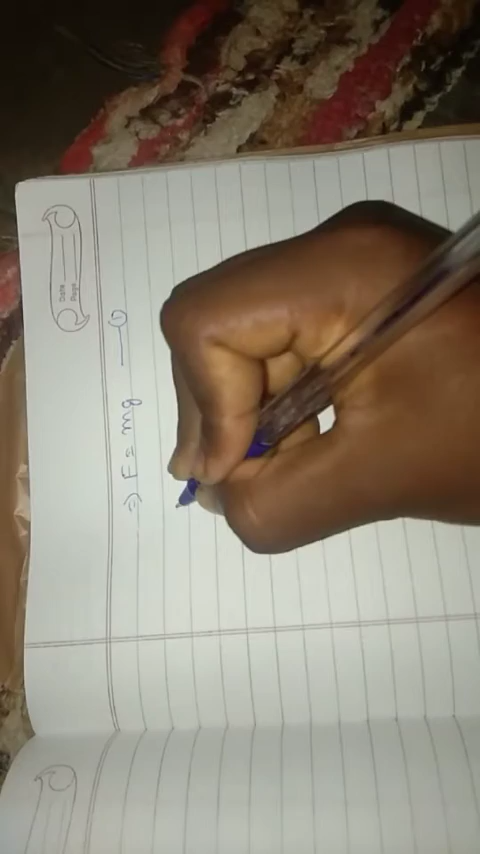 Date
Page
⇒ F = mg —①